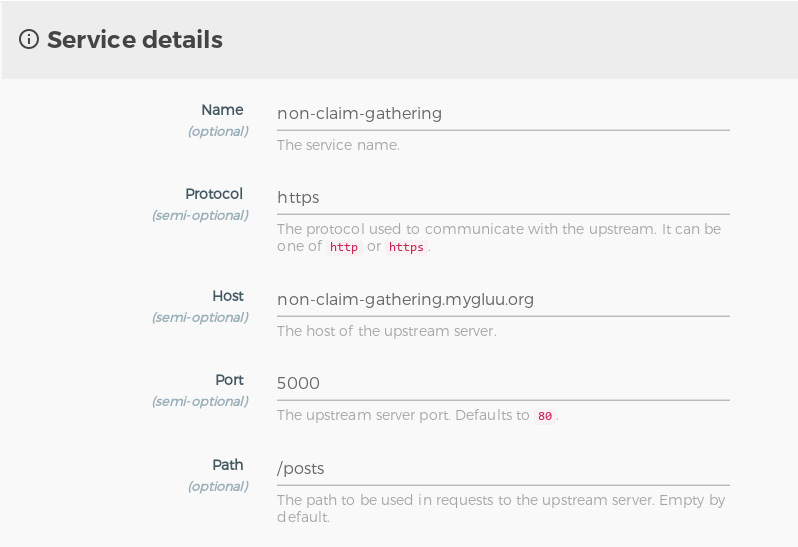 Service details
Name
non-claim-gathering
(optional)
The service name.
Protocol
https
(semi-optional)
The protocol used to communicate with the upstream. It can be
one of http or https.
Host
non-claim-gathering.mygluu.org
(semi-optional)
The host of the upstream server.
Port
5000
(semi-optional)
The upstream server port. Defaults to 80.
Path
/posts
(optional)
The path to be used in requests to the upstream server. Empty by
default.